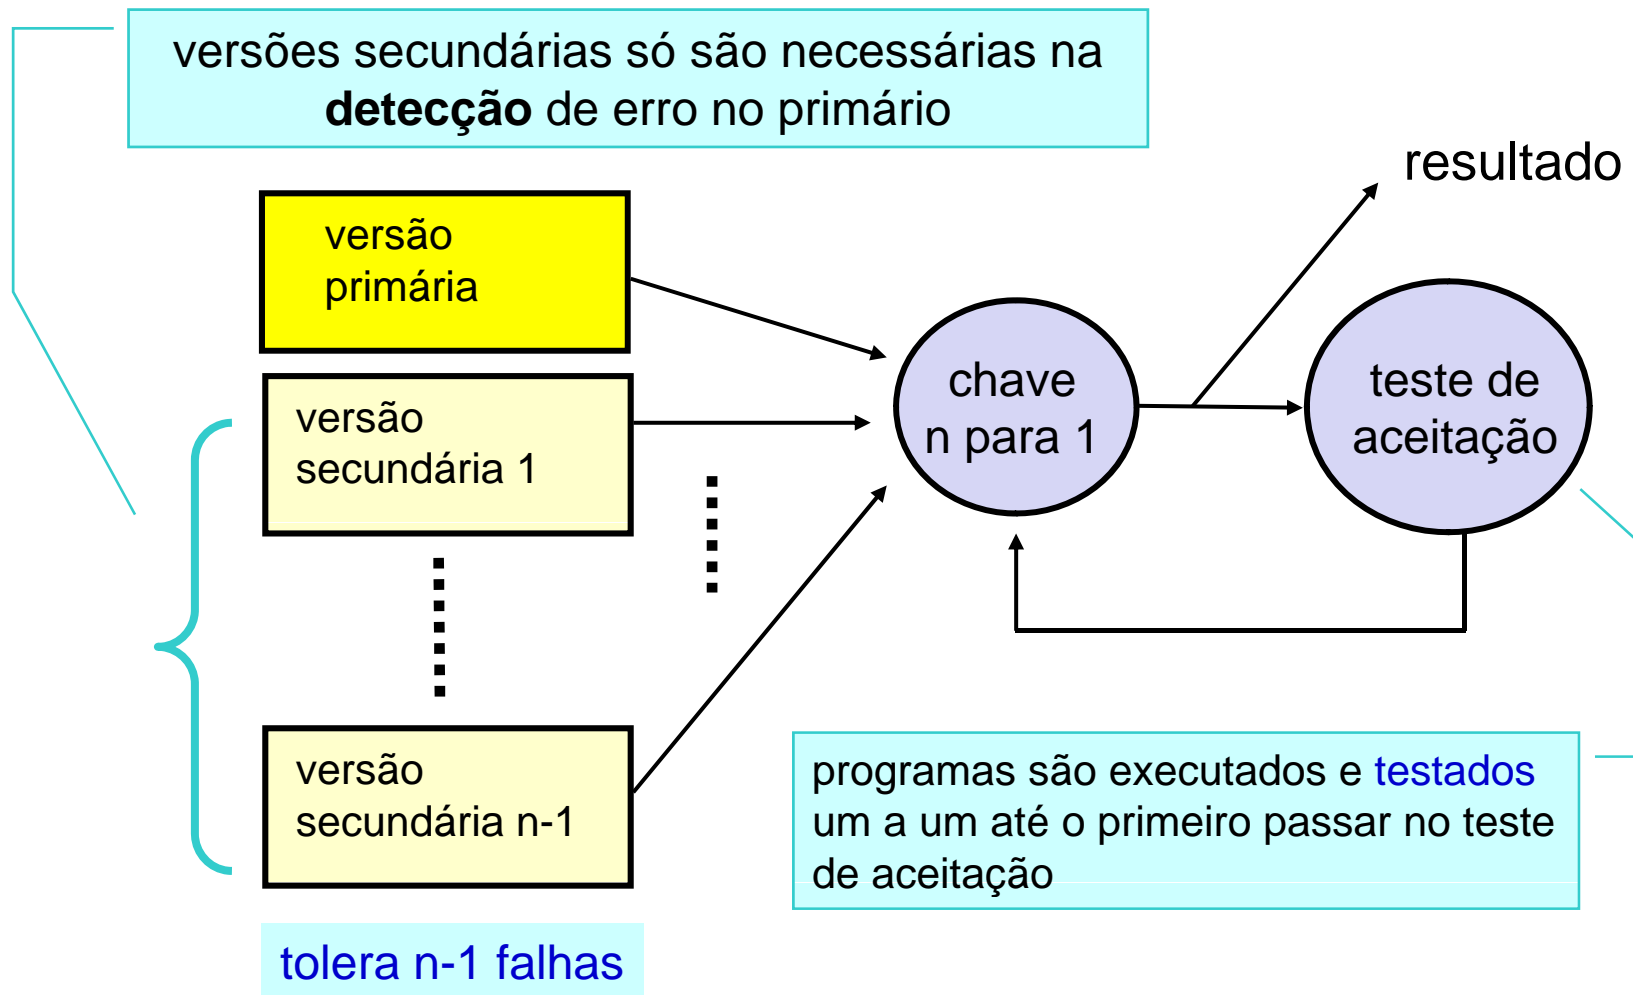 versões secundárias só são necessárias na
detecção de erro no primário
resultado
versão
primária
versão
secundária 1
chave
n para 1
teste de
aceitação
versão
secundária n-1
programas são executados e testados
um a um até o primeiro passar no teste
de aceitação
tolera n-1 falhas